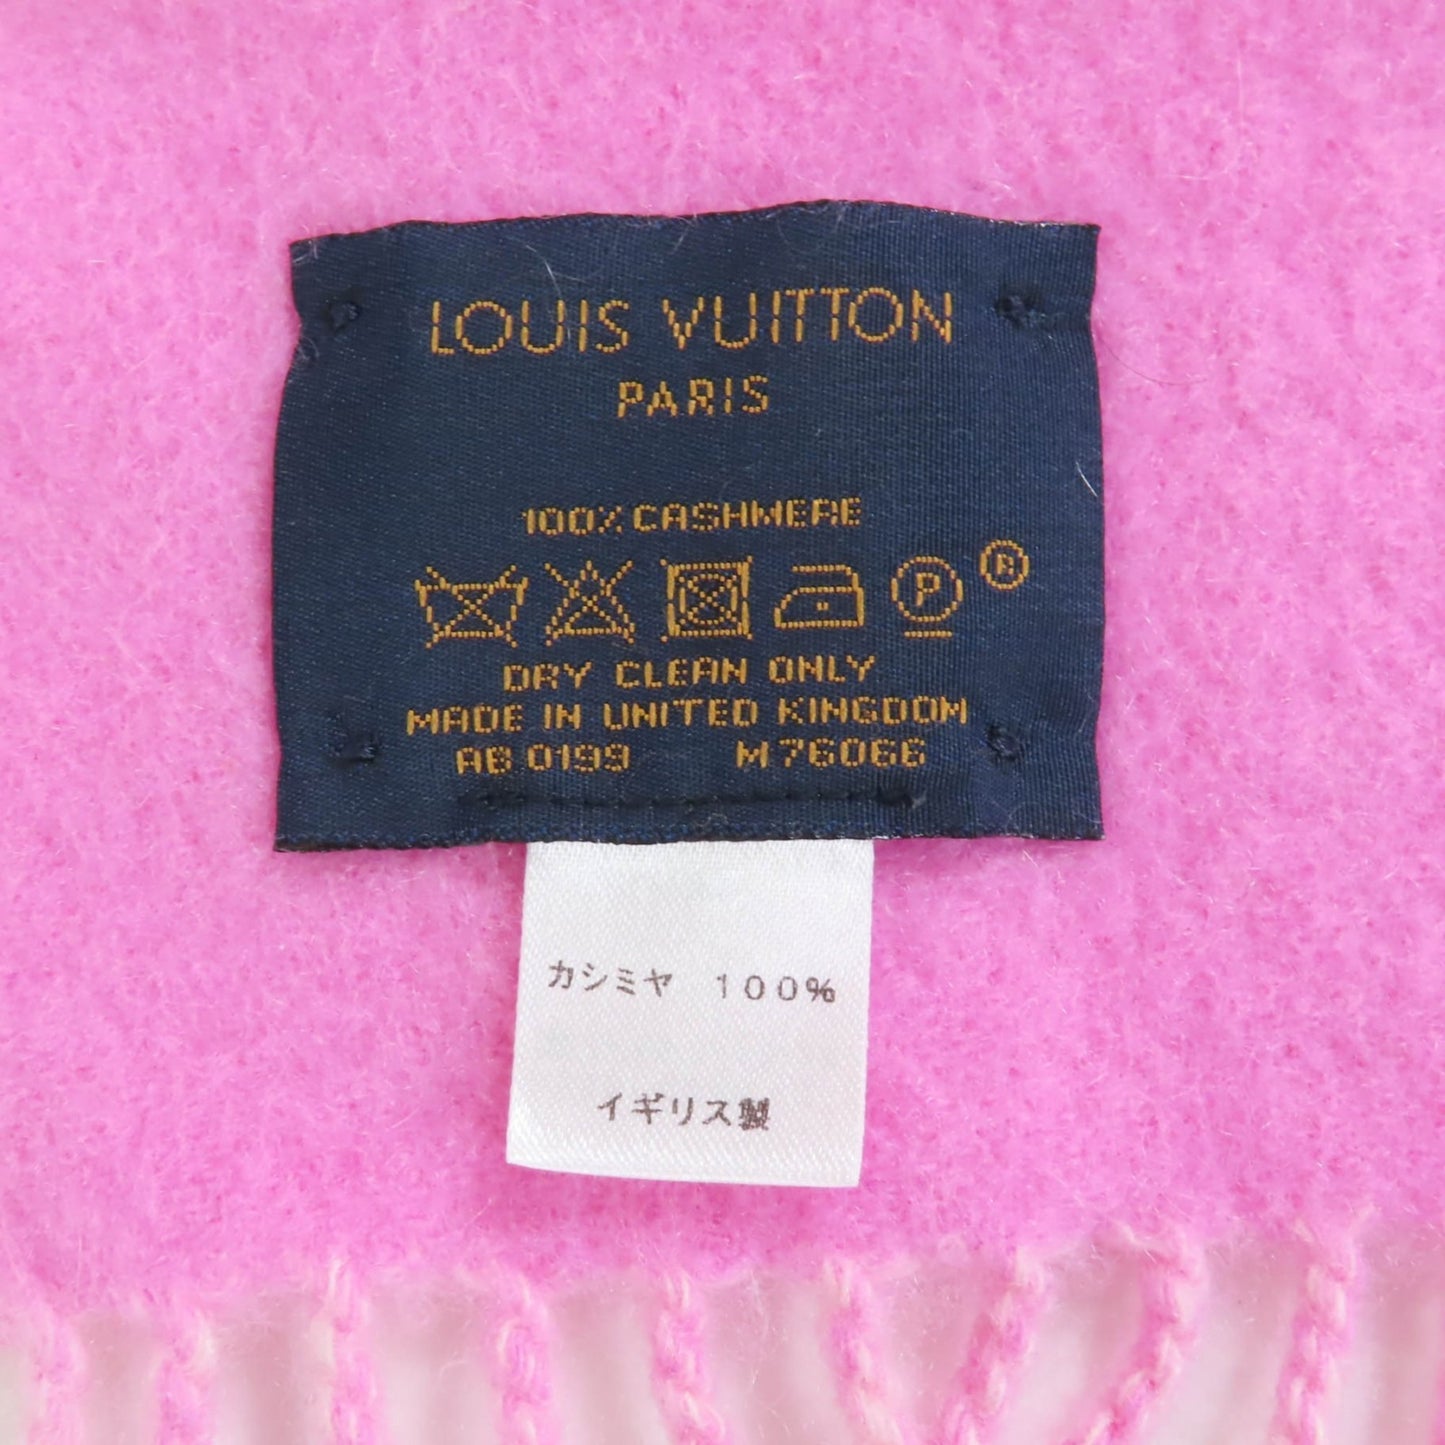 LOUIS VUITTON
PARIS
100% CASHMERE
P ®
DRY CLEAN ONLY
MADE IN UNITED KINGDOM
AB 0199 M76066
カシミヤ 100%
イギリス製